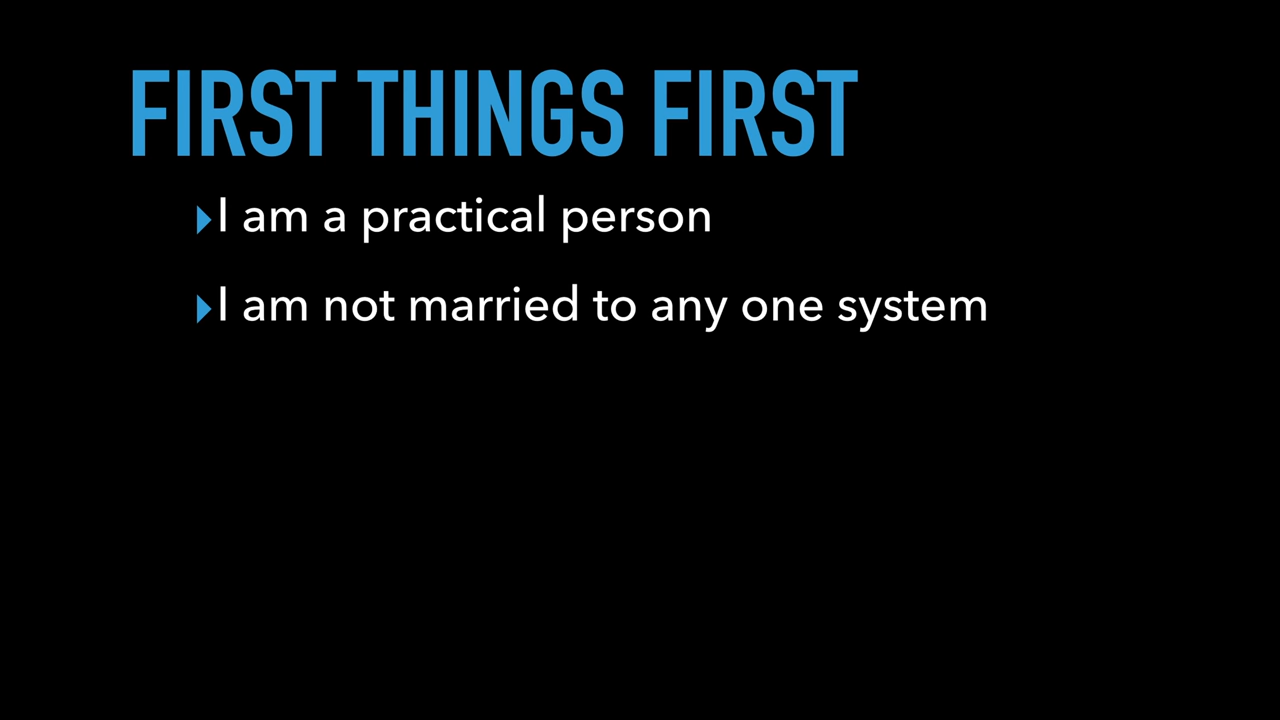 FIRST THINGS FIRST
▸I am a practical person
▸I am not married to any one system